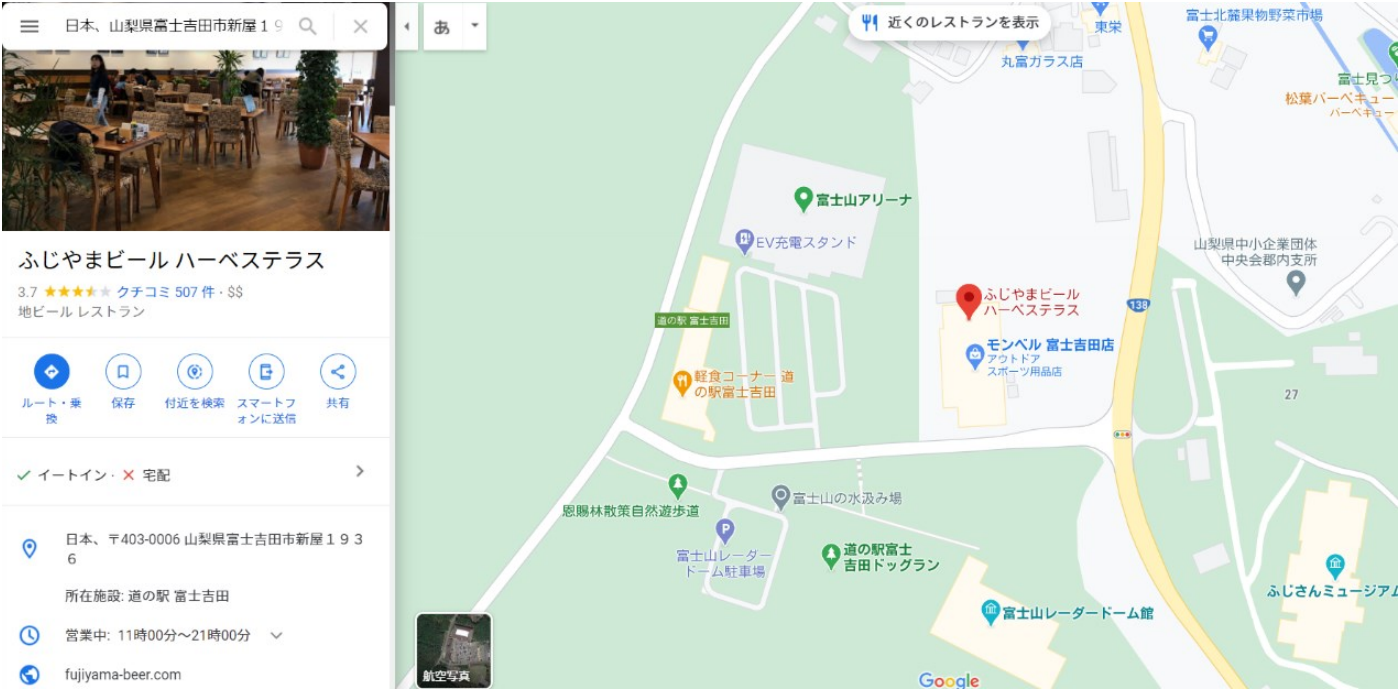 日本、山梨県富士吉田市新屋１９
ふじやまビール ハーベステラス
3.7 クチコミ 507 件 · $$
地ビール レストラン
ルート・乗
換
保存
付近を検索
スマートフ
ォンに送信
共有
イートイン · 宅配
日本、〒403-0006 山梨県富士吉田市新屋１９３
６
所在施設: 道の駅 富士吉田
営業中: 11時00分～21時00分
fujiyama-beer.com
あ
近くのレストランを表示
東栄
丸富ガラス店
富士北麓果物野菜市場
富士見つ
松葉バーベキュー
バーベキュー
富士山アリーナ
EV充電スタンド
山梨県中小企業団体
中央会郡内支所
ふじやまビール
ハーベステラス
138
道の駅 富士吉田
モンベル 富士吉田店
アウトドア
スポーツ用品店
軽食コーナー 道
の駅富士吉田
27
恩賜林散策自然遊歩道
富士山の水汲み場
P
富士山レーダー
ドーム駐車場
道の駅富士
吉田ドッグラン
富士山レーダードーム館
ふじさんミュージアム
航空写真
Google